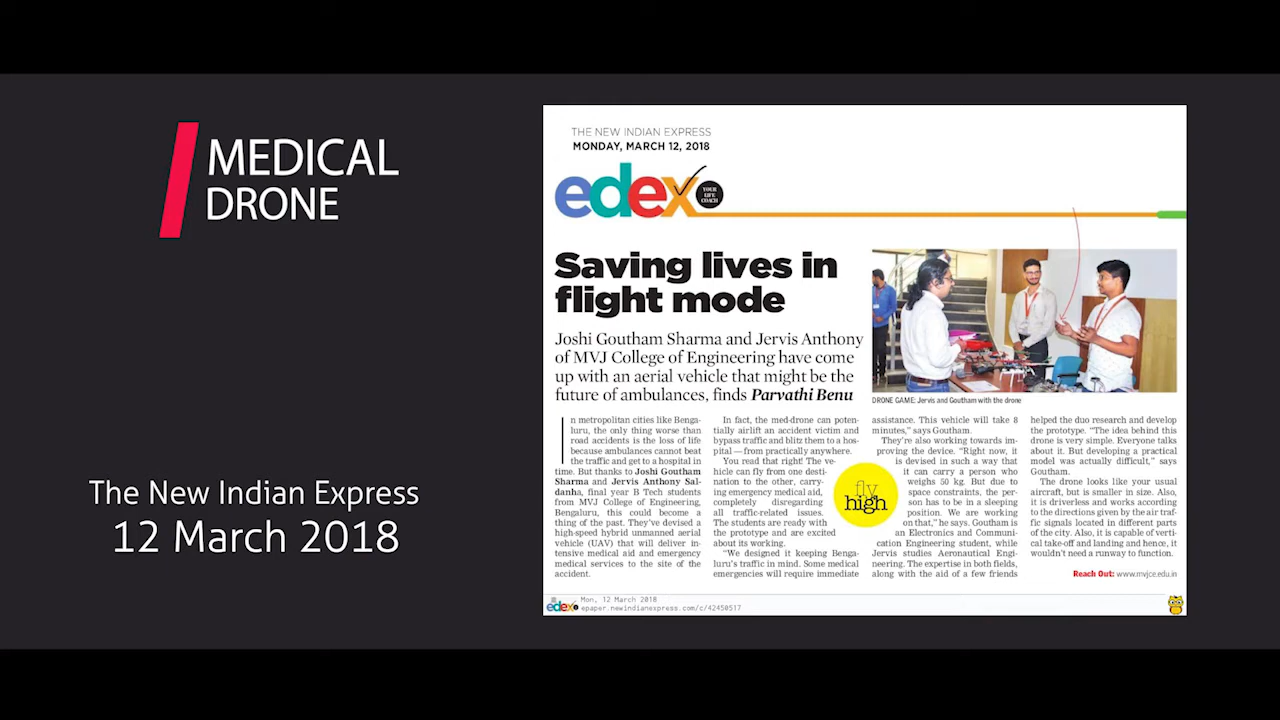 MEDICAL
DRONE
The New Indian Express
12 March 2018
THE NEW INDIAN EXPRESS
MONDAY, MARCH 12, 2018
edex
YOUR
LIFE
COACH
Saving lives in
flight mode
Joshi Goutham Sharma and Jervis Anthony
of MVJ College of Engineering have come
up with an aerial vehicle that might be the
future of ambulances, finds Parvathi Benu
DRONE GAME: Jervis and Goutham with the drone
In metropolitan cities like Benga-
luru, the only thing worse than
road accidents is the loss of life
because ambulances cannot beat
the traffic and get to a hospital in
time. But thanks to Joshi Goutham
Sharma and Jervis Anthony Sal-
danha, final year B Tech students
from MVJ College of Engineering,
Bengaluru, this could become a
thing of the past. They've devised a
high-speed hybrid unmanned aerial
vehicle (UAV) that will deliver in-
tensive medical aid and emergency
medical services to the site of the
accident.
In fact, the med-drone can poten-
tially airlift an accident victim and
bypass traffic and blitz them to a hos-
pital — from practically anywhere.
You read that right! The ve-
hicle can fly from one desti-
nation to the other, carry-
ing emergency medical aid,
completely disregarding
all traffic-related issues.
The students are ready with
the prototype and are excited
about its working.
"We designed it keeping Benga-
luru's traffic in mind. Some medical
emergencies will require immediate
fly
high
assistance. This vehicle will take 8
minutes," says Goutham.
They're also working towards im-
proving the device. "Right now, it
is devised in such a way that
it can carry a person who
weighs 50 kg. But due to
space constraints, the per-
son has to be in a sleeping
position. We are working
on that," he says. Goutham is
an Electronics and Communi-
cation Engineering student, while
Jervis studies Aeronautical Engi-
neering. The expertise in both fields,
along with the aid of a few friends
helped the duo research and develop
the prototype. "The idea behind this
drone is very simple. Everyone talks
about it. But developing a practical
model was actually difficult," says
Goutham.
The drone looks like your usual
aircraft, but is smaller in size. Also,
it is driverless and works according
to the directions given by the air traf-
fic signals located in different parts
of the city. Also, it is capable of verti-
cal take-off and landing and hence, it
wouldn't need a runway to function.
Reach Out: www.mvjce.edu.in
edex
Mon, 12 March 2018
epaper.newindianexpress.com/c/42450517